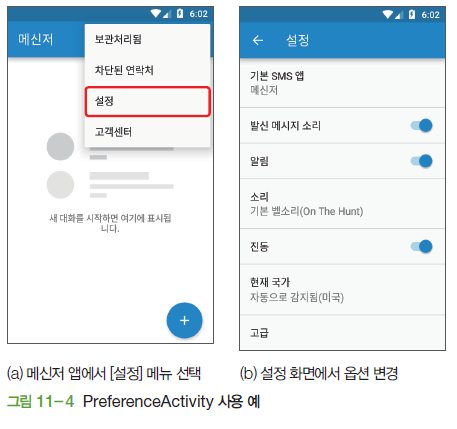 6:02
메신저
보관처리됨
차단된 연락처
설정
고객센터
새 대화를 시작하면 여기에 표시됩
니다.
6:02
설정
기본 SMS 앱
메신저
발신 메시지 소리
알림
소리
기본 벨소리(On The Hunt)
진동
현재 국가
자동으로 감지됨(미국)
고급
(a) 메신저 앱에서 [설정] 메뉴 선택
(b) 설정 화면에서 옵션 변경
그림 11-4 PreferenceActivity 사용 예